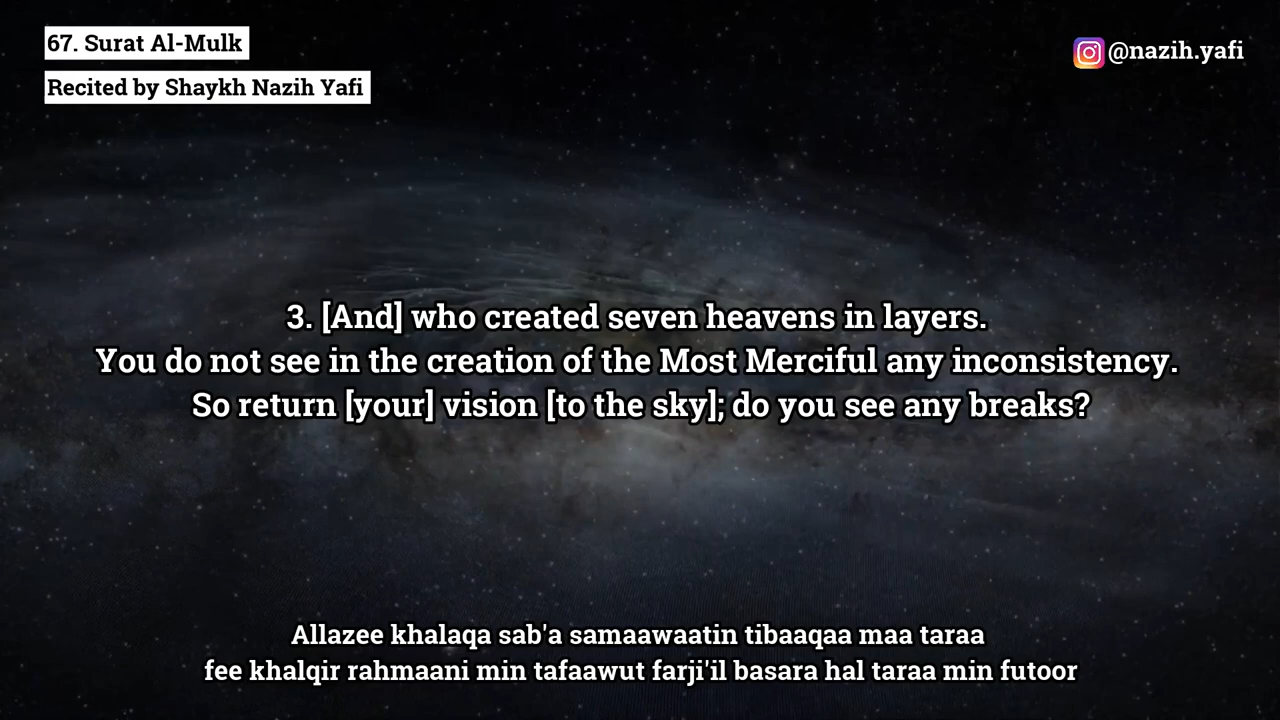 67. Surat Al-Mulk
Recited by Shaykh Nazih Yafi
@nazih.yafi
3. [And] who created seven heavens in layers.
You do not see in the creation of the Most Merciful any inconsistency.
So return [your] vision [to the sky]; do you see any breaks?
Allazee khalaqa sab'a samaawaatin tibaaqaa maa taraa
fee khalqir rahmaani min tafaawut farji'il basara hal taraa min futoor